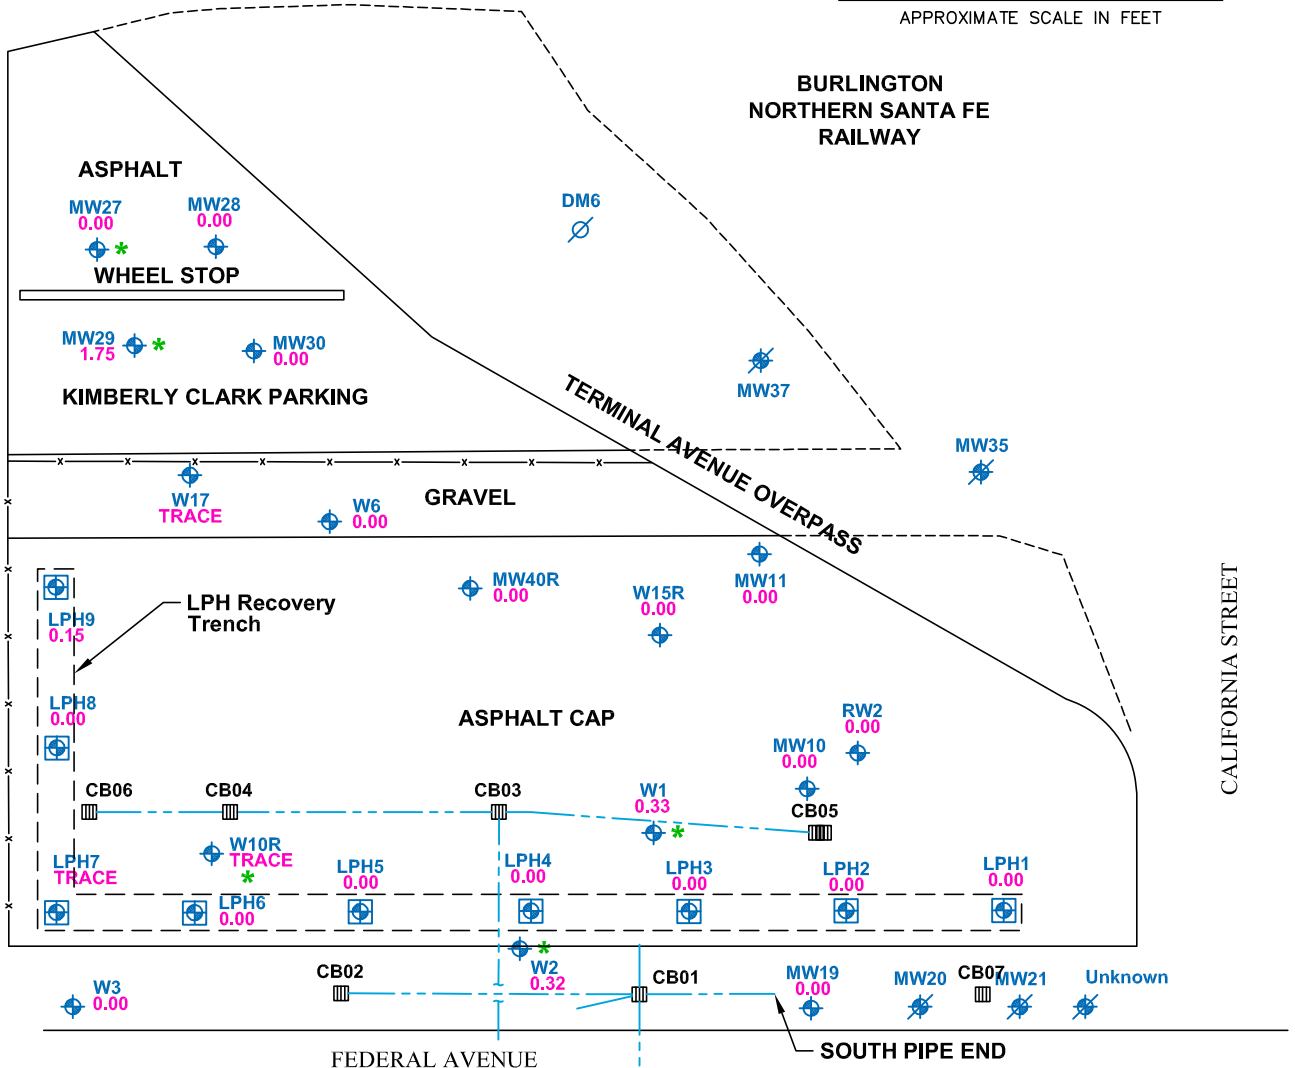 APPROXIMATE SCALE IN FEET
BURLINGTON
NORTHERN SANTA FE
RAILWAY
ASPHALT
MW27
0.00
*
MW28
0.00
DM6
WHEEL STOP
MW29
1.75
*
MW30
0.00
KIMBERLY CLARK PARKING
MW37
TERMINAL AVENUE OVERPASS
MW35
W17
TRACE
W6
0.00
GRAVEL
MW11
0.00
MW40R
0.00
W15R
0.00
LPH Recovery
Trench
LPH9
0.15
CALIFORNIA STREET
LPH8
0.00
ASPHALT CAP
RW2
0.00
MW10
0.00
CB06
CB04
CB03
W1
0.33
*
CB05
W10R
TRACE
*
LPH7
TRACE
LPH6
0.00
LPH5
0.00
LPH4
0.00
LPH3
0.00
LPH2
0.00
LPH1
0.00
*
W2
0.32
W3
0.00
CB02
CB01
MW19
0.00
MW20
CB07
MW21
Unknown
FEDERAL AVENUE
SOUTH PIPE END